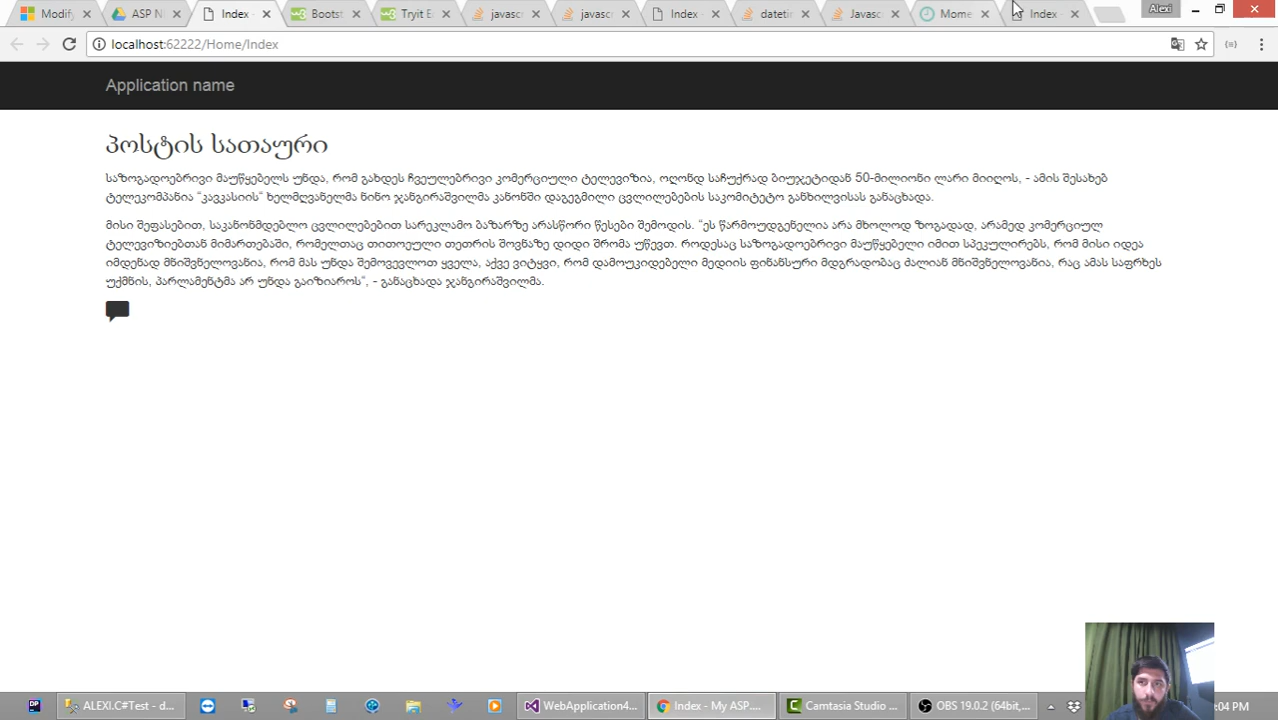 Modify
ASP N
Index -
Bootst
Tryit E
javasc
javasc
Index -
datetir
Javasc
Mome
Index -
Alexi
localhost:62222/Home/Index
Application name
პოსტის სათაური
საზოგადოებრივი მაუწყებელს უნდა, რომ გახდეს ჩვეულებრივი კომერციული ტელევიზია, ოღონდ საჩუქრად ბიუჯეტიდან 50-მილიონი ლარი მიიღოს, - ამის შესახებ
ტელეკომპანია “კავკასიის“ ხელმღვანელმა ნინო ჯანგირაშვილმა კანონში დაგეგმილი ცვლილებების საკომიტეტო განხილვისას განაცხადა.
მისი შეფასებით, საკანონმდებლო ცვლილებებით სარეკლამო ბაზარზე არასწორი წესები შემოდის. “ეს წარმოუდგენელია არა მხოლოდ ზოგადად, არამედ კომერციულ
ტელევიზიებთან მიმართებაში, რომელთაც თითოეული თეთრის შოვნაზე დიდი შრომა უწევთ. როდესაც საზოგადოებრივი მაუწყებელი იმით სპეკულირებს, რომ მისი იდეა
იმდენად მნიშვნელოვანია, რომ მას უნდა შემოვევლოთ ყველა, აქვე ვიტყვი, რომ დამოუკიდებელი მედიის ფინანსური მდგრადობაც ძალიან მნიშვნელოვანია, რაც ამას საფრხეს
უქმნის, პარლამენტმა არ უნდა გაიზიაროს“, - განაცხადა ჯანგირაშვილმა.
ALEXI.C#Test - d...
WebApplication4...
Index - My ASP....
Camtasia Studio ...
OBS 19.0.2 (64bit,...
:04 PM